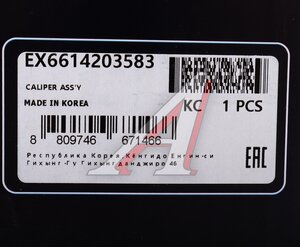 EX6614203583
CALIPER ASS'Y
MADE IN KOREA
KC 1 PCS
8 809746 671466
Республика Корея,Кенгидо Енгин-си
Гихынг-Гу Гихынгданджиро 46
EAC